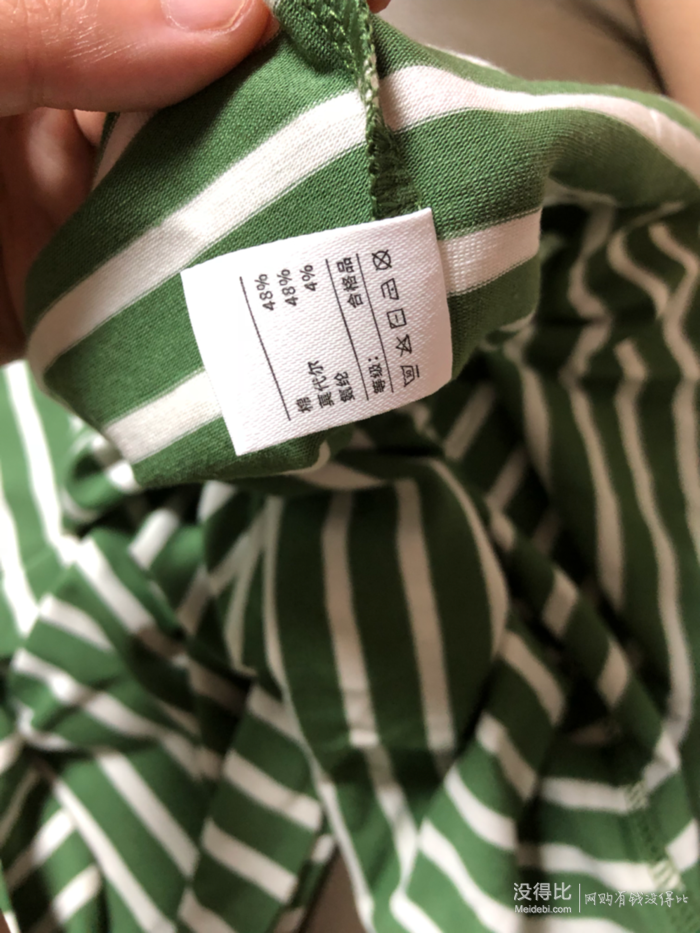 棉 48%
莫代尔 48%
氨纶 4%
等级： 合格品
没得比
Meidebi.com
网购有钱没得比